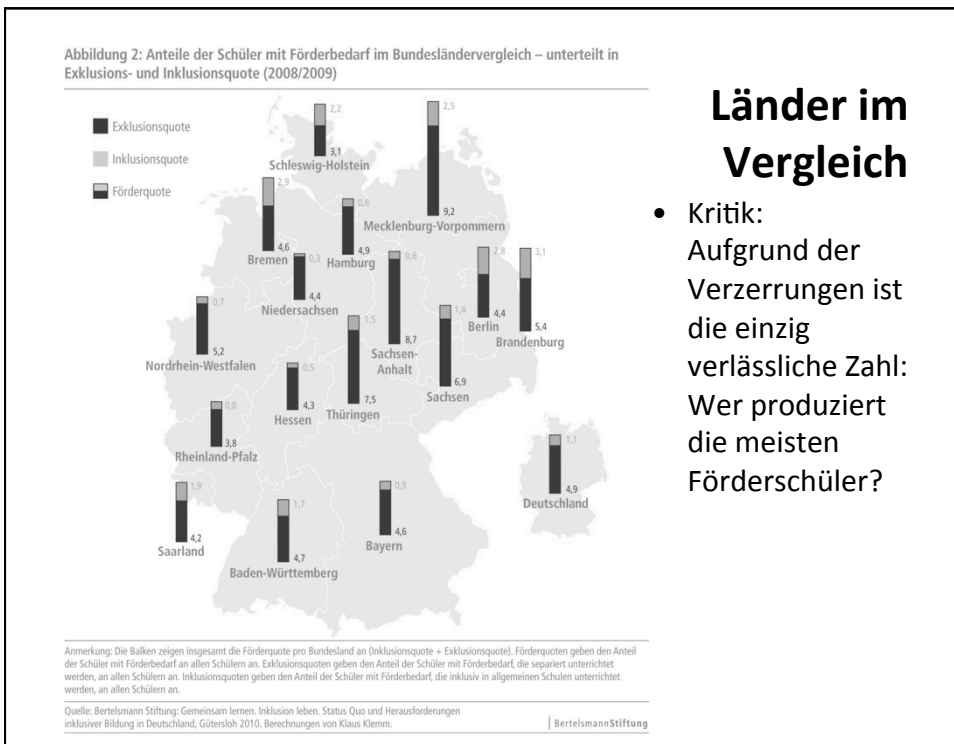 Abbildung 2: Anteile der Schüler mit Förderbedarf im Bundesländervergleich – unterteilt in
Exklusions- und Inklusionsquote (2008/2009)
Exklusionsquote
Inklusionsquote
Förderquote
2,2
3,1
Schleswig-Holstein
2,5
9,2
Mecklenburg-Vorpommern
2,9
4,6
Bremen
0,8
4,9
Hamburg
0,3
4,4
Niedersachsen
0,6
8,7
Sachsen-
Anhalt
2,8
4,4
Berlin
3,1
5,4
Brandenburg
0,7
5,2
Nordrhein-Westfalen
1,5
7,5
Thüringen
1,4
6,9
Sachsen
0,5
4,3
Hessen
0,8
3,8
Rheinland-Pfalz
1,9
4,2
Saarland
1,7
4,7
Baden-Württemberg
0,9
4,6
Bayern
1,1
4,9
Deutschland
Anmerkung: Die Balken zeigen insgesamt die Förderquote pro Bundesland an (Inklusionsquote + Exklusionsquote). Förderquoten geben den Anteil
der Schüler mit Förderbedarf an allen Schülern an. Exklusionsquoten geben den Anteil der Schüler mit Förderbedarf, die separiert unterrichtet
werden, an allen Schülern an. Inklusionsquoten geben den Anteil der Schüler mit Förderbedarf, die inklusiv in allgemeinen Schulen unterrichtet
werden, an allen Schülern an.
Quelle: Bertelsmann Stiftung: Gemeinsam lernen. Inklusion leben. Status Quo und Herausforderungen
inklusiver Bildung in Deutschland, Gütersloh 2010. Berechnungen von Klaus Klemm.
| BertelsmannStiftung
Länder im
Vergleich
• Kritik:
Aufgrund der
Verzerrungen ist
die einzig
verlässliche Zahl:
Wer produziert
die meisten
Förderschüler?